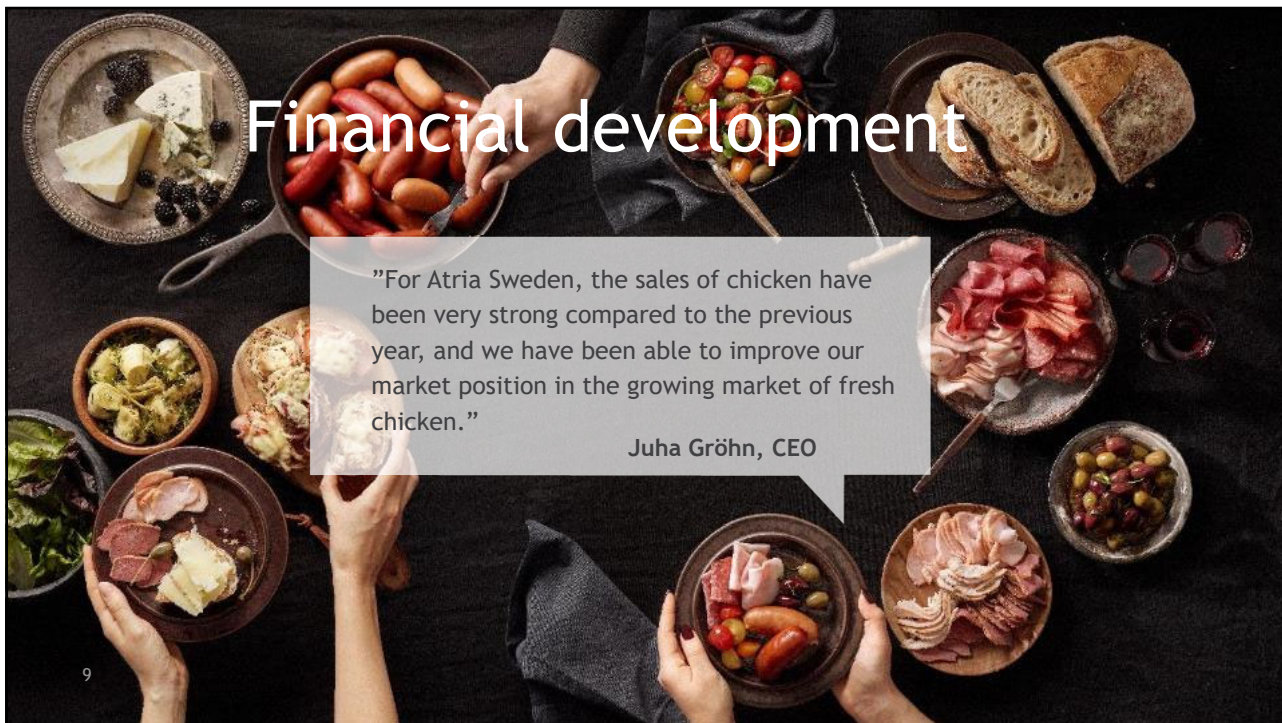 Financial development
”For Atria Sweden, the sales of chicken have
been very strong compared to the previous
year, and we have been able to improve our
market position in the growing market of fresh
chicken.”
Juha Gröhn, CEO
9